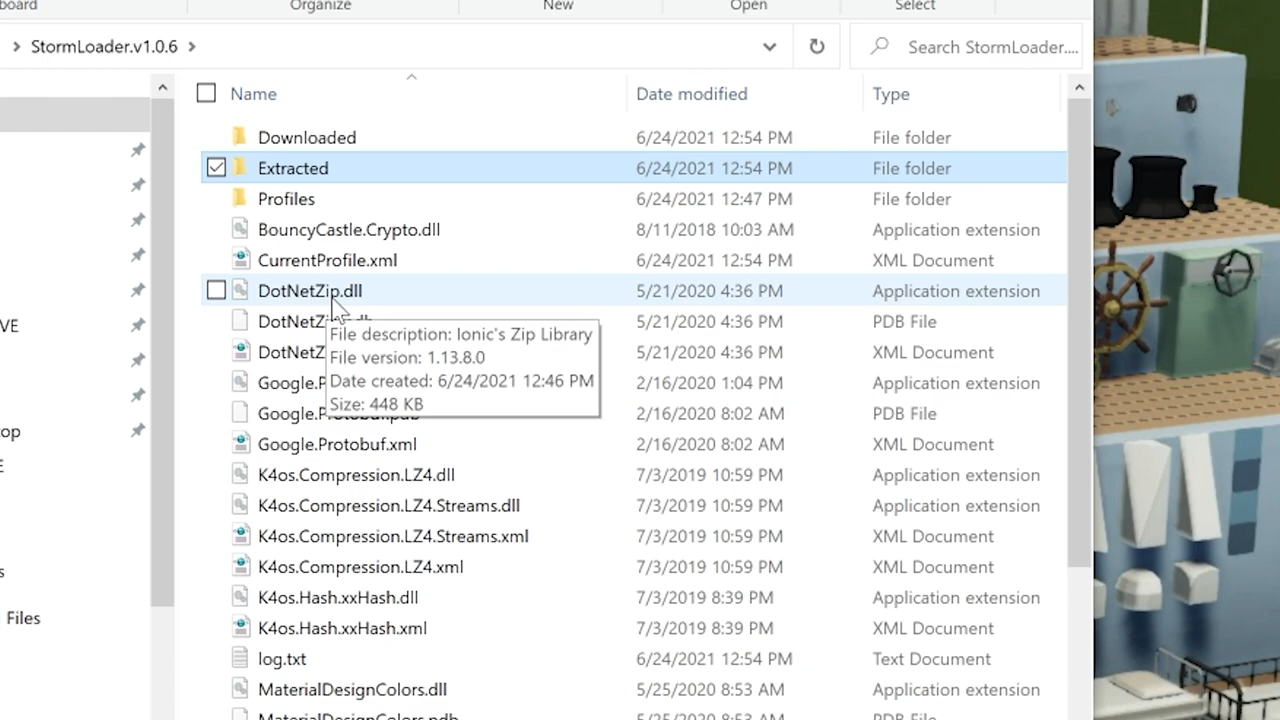 Organize New Open Select
StormLoader.v1.0.6 Search StormLoader....
Name Date modified Type
Downloaded 6/24/2021 12:54 PM File folder
Extracted 6/24/2021 12:54 PM File folder
Profiles 6/24/2021 12:47 PM File folder
BouncyCastle.Crypto.dll 8/11/2018 10:03 AM Application extension
CurrentProfile.xml 6/24/2021 12:54 PM XML Document
DotNetZip.dll 5/21/2020 4:36 PM Application extension
5/21/2020 4:36 PM PDB File
5/21/2020 4:36 PM XML Document
2/16/2020 1:04 PM Application extension
2/16/2020 8:02 AM PDB File
File description: Ionic's Zip Library
File version: 1.13.8.0
Date created: 6/24/2021 12:46 PM
Size: 448 KB
Google.Protobuf.xml 2/16/2020 8:02 AM XML Document
K4os.Compression.LZ4.dll 7/3/2019 10:59 PM Application extension
K4os.Compression.LZ4.Streams.dll 7/3/2019 10:59 PM Application extension
K4os.Compression.LZ4.Streams.xml 7/3/2019 10:59 PM XML Document
K4os.Compression.LZ4.xml 7/3/2019 10:59 PM XML Document
K4os.Hash.xxHash.dll 7/3/2019 8:39 PM Application extension
Files
K4os.Hash.xxHash.xml 7/3/2019 8:39 PM XML Document
log.txt 6/24/2021 12:54 PM Text Document
MaterialDesignColors.dll 5/25/2020 8:53 AM Application extension
MaterialDesignColors.pdb 5/25/2020 8:53 AM PDB File